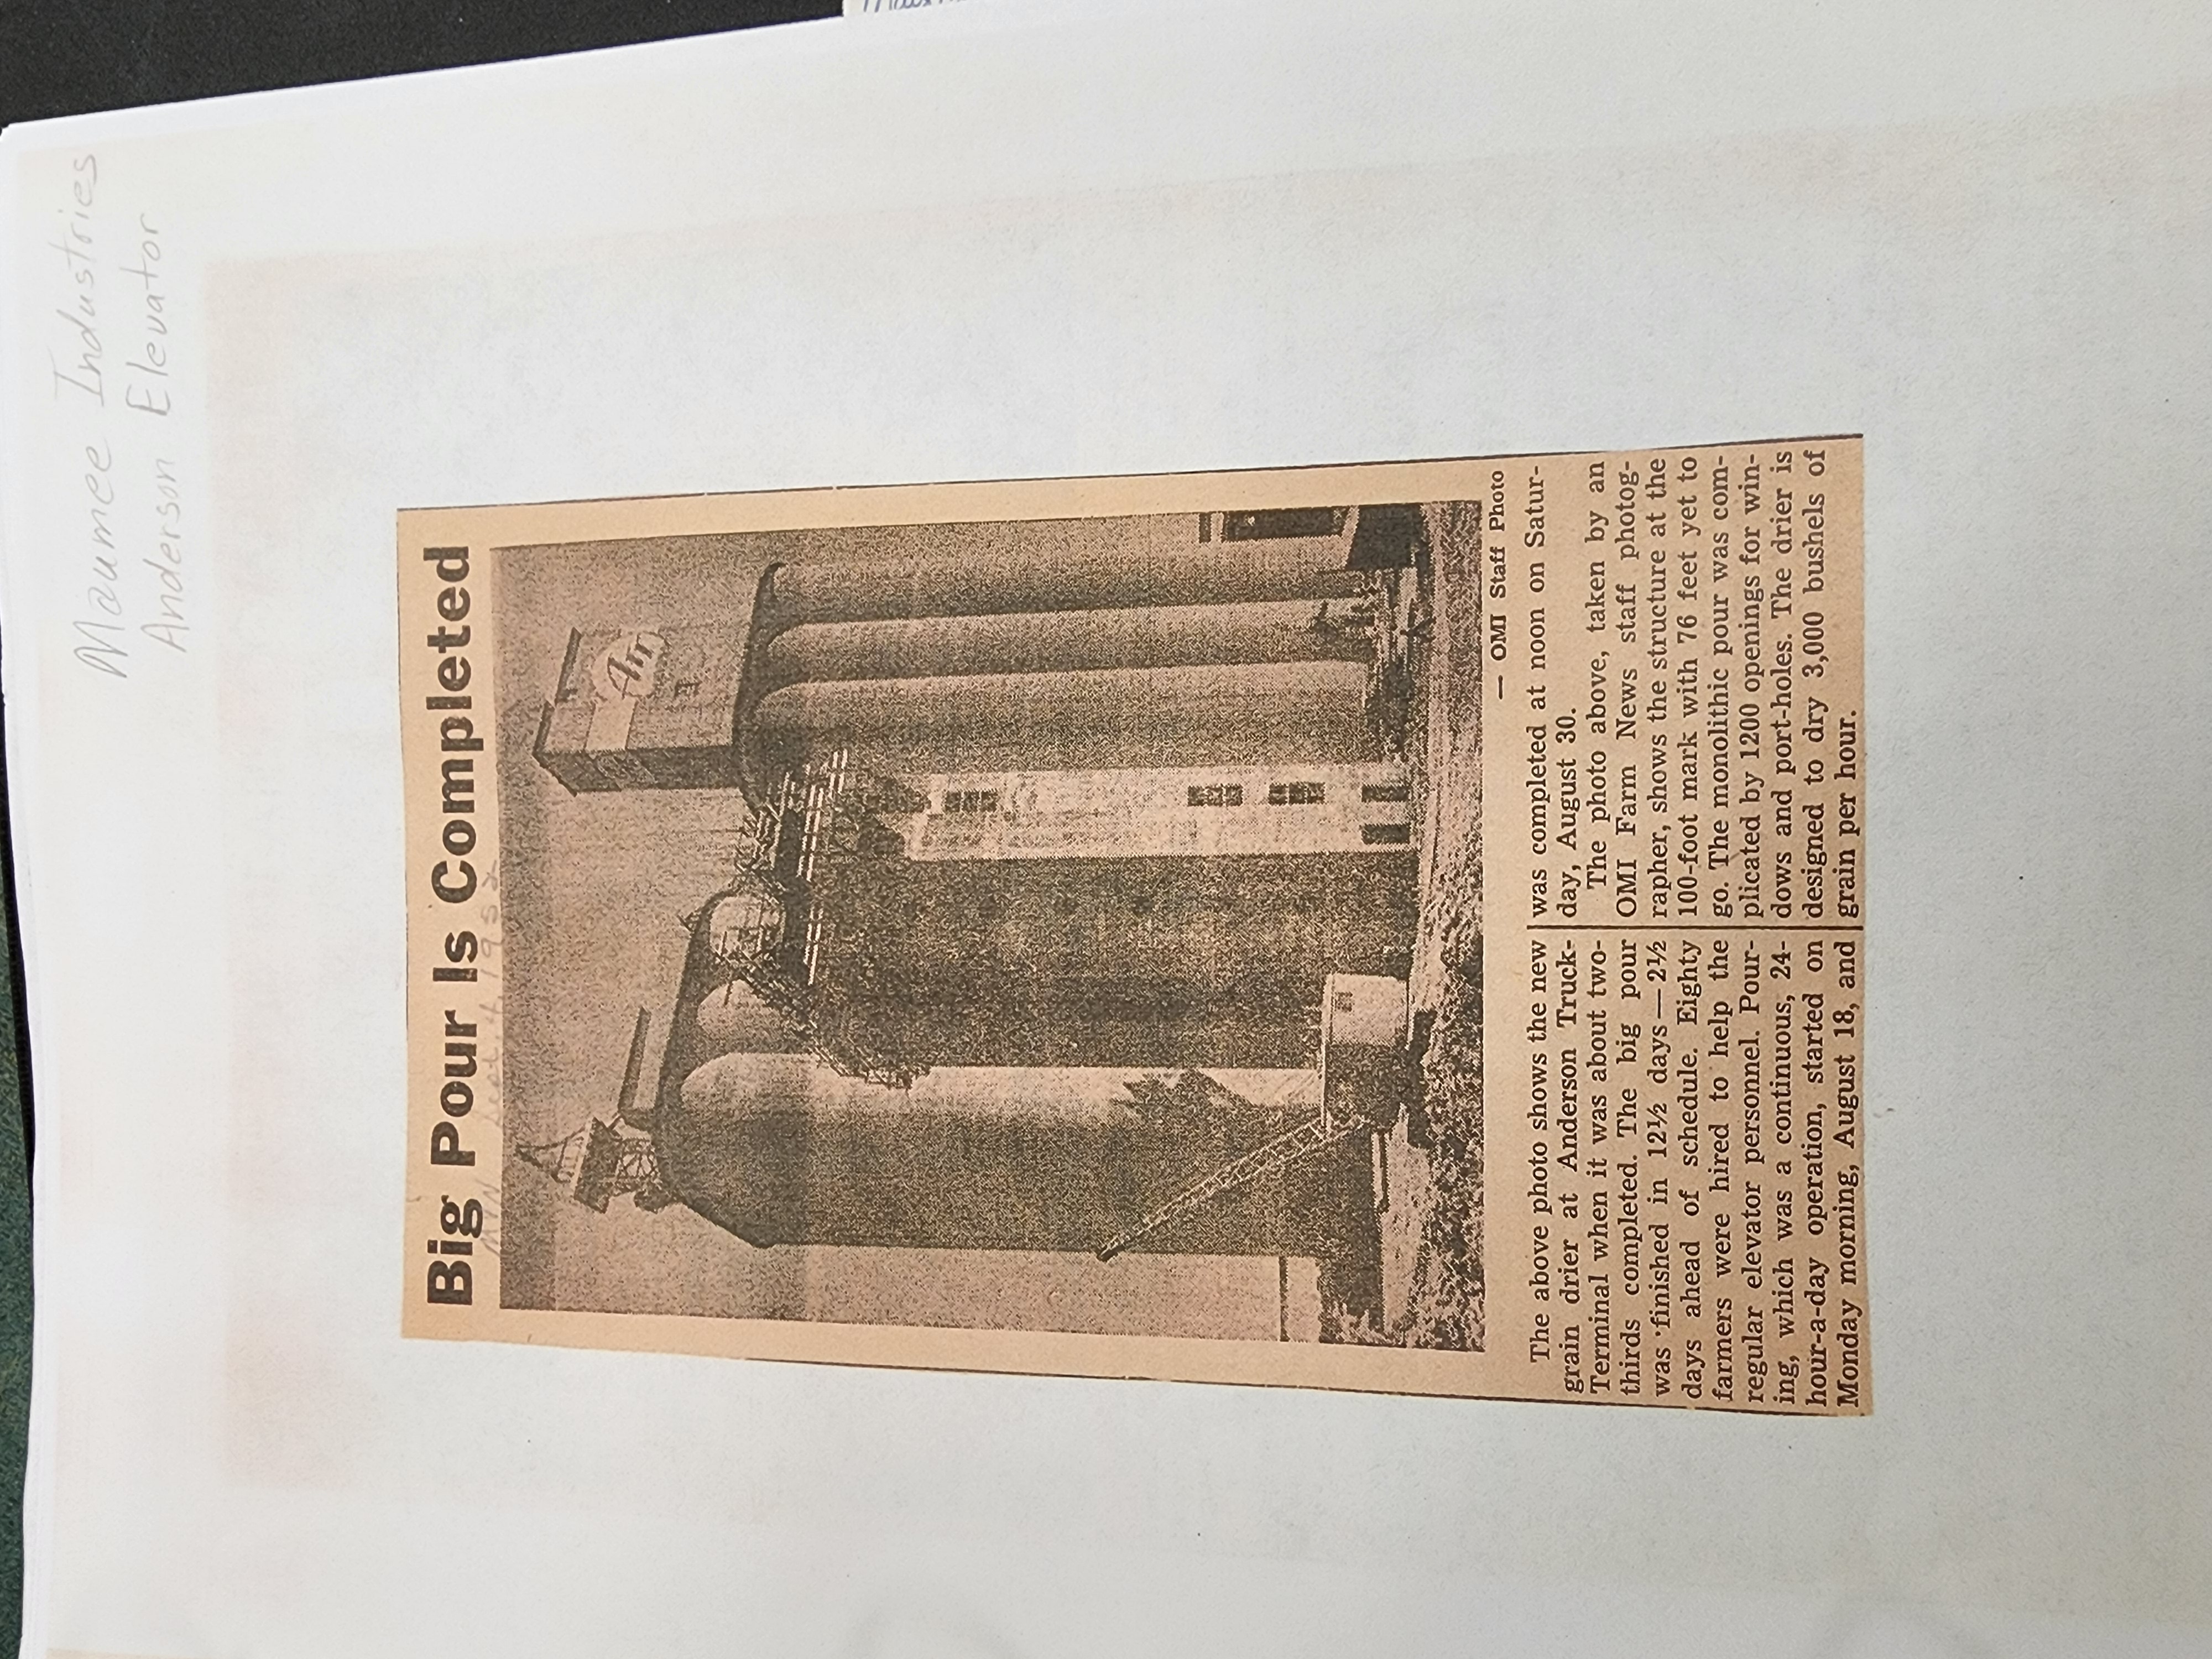 Maumee Industries
Anderson Elevator
Big Pour Is Completed
1952
— OMI Staff Photo
The above photo shows the new
grain drier at Anderson Truck-
Terminal when it was about two-
thirds completed. The big pour
was finished in 12½ days — 2½
days ahead of schedule. Eighty
farmers were hired to help the
regular elevator personnel. Pour-
ing, which was a continuous, 24-
hour-a-day operation, started on
Monday morning, August 18, and
was completed at noon on Satur-
day, August 30.
The photo above, taken by an
OMI Farm News staff photog-
rapher, shows the structure at the
100-foot mark with 76 feet yet to
go. The monolithic pour was com-
plicated by 1200 openings for win-
dows and port-holes. The drier is
designed to dry 3,000 bushels of
grain per hour.